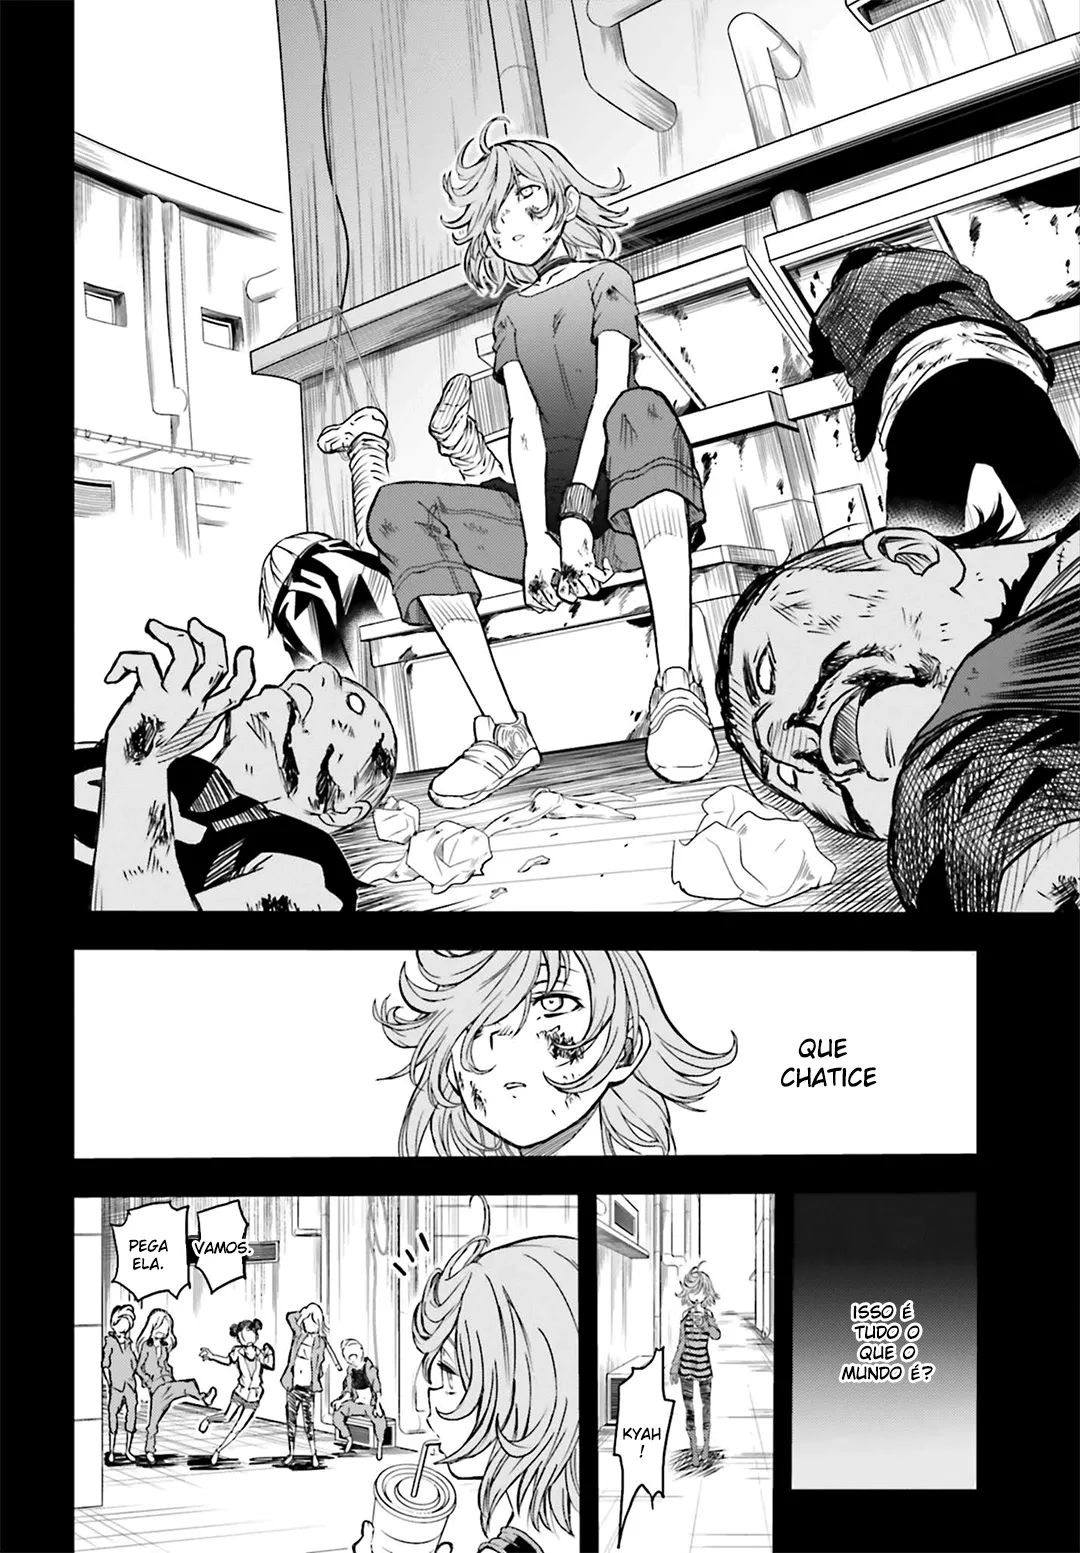 QUE
CHATICE
ISSO É
TUDO O
QUE O
MUNDO É?
KYAH
!
VAMOS.
PEGA
ELA.